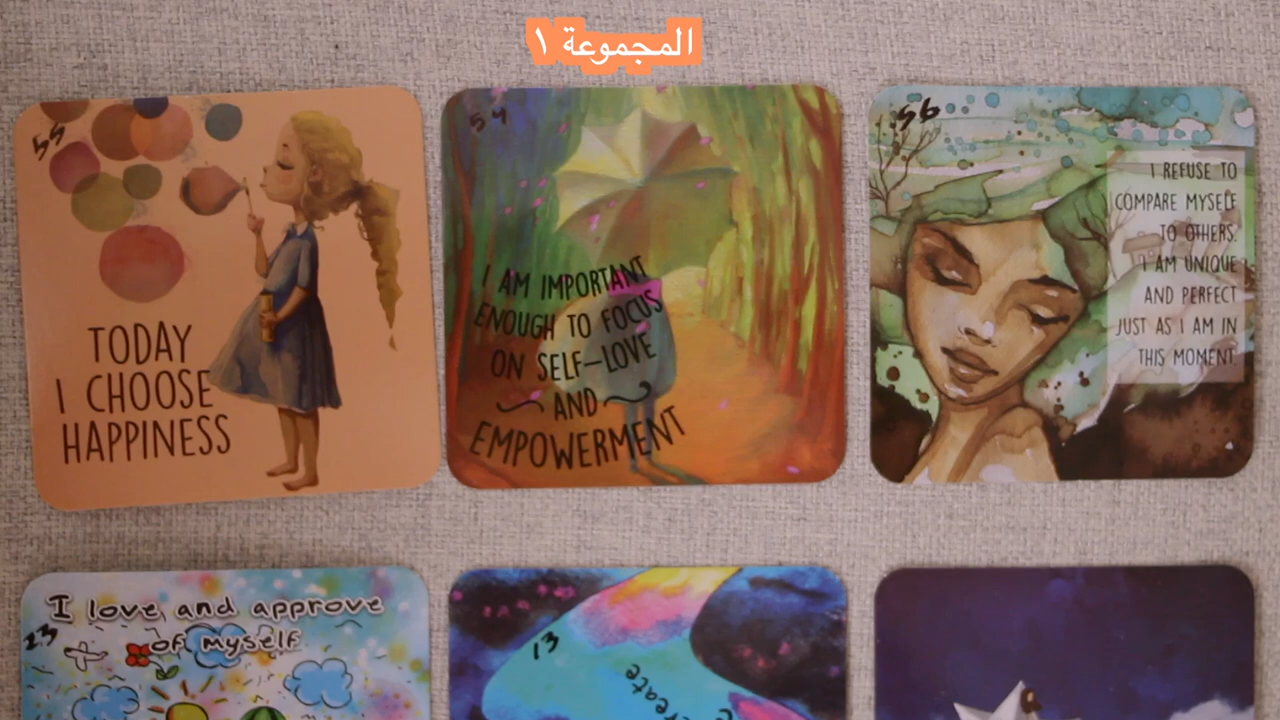 المجموعة ١
55
TODAY
I CHOOSE
HAPPINESS
54
I AM IMPORTANT
ENOUGH TO FOCUS
ON SELF-LOVE
AND
EMPOWERMENT
56
I REFUSE TO
COMPARE MYSELF
TO OTHERS.
I AM UNIQUE
AND PERFECT
JUST AS I AM IN
THIS MOMENT.
23
I love and approve
of myself
13
create